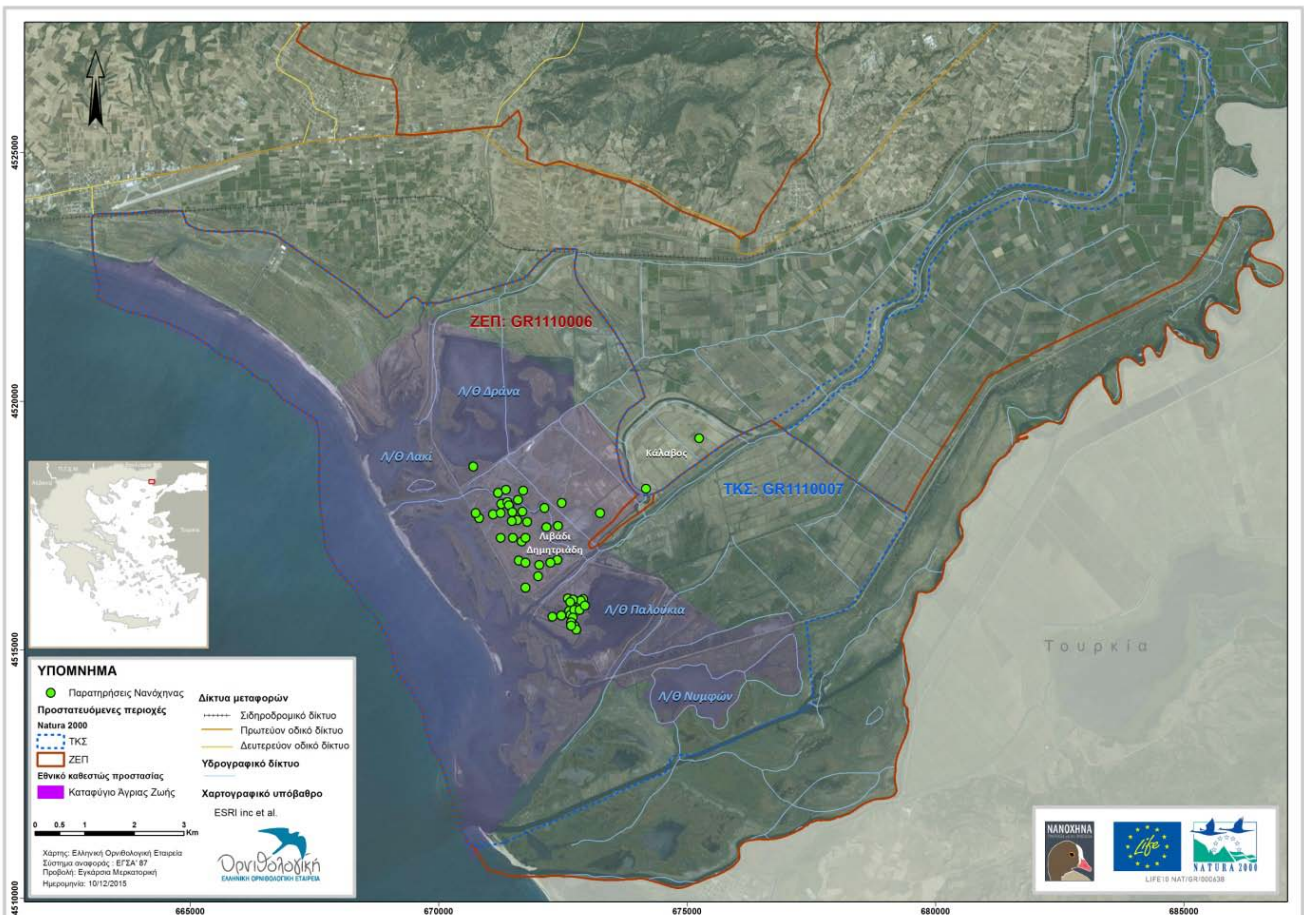 4525000
4520000
4515000
4510000
665000
670000
675000
680000
685000
ΖΕΠ: GR1110006
Λ/Θ Δράνα
Λ/Θ Λακί
Κάλαβος
ΤΚΣ: GR1110007
Λιβάδι
Δημητριάδη
Λ/Θ Παλούκια
Λ/Θ Νυμφών
Τουρκία
ΥΠΟΜΝΗΜΑ
Παρατηρήσεις Νανόχηνας
Προστατευόμενες περιοχές
Natura 2000
ΤΚΣ
ΖΕΠ
Εθνικό καθεστώς προστασίας
Καταφύγιο Άγριας Ζωής
Δίκτυα μεταφορών
Σιδηροδρομικό δίκτυο
Πρωτεύον οδικό δίκτυο
Δευτερεύον οδικό δίκτυο
Υδρογραφικό δίκτυο
Χαρτογραφικό υπόβαθρο
ESRI inc et al.
0 0.5 1 2 3
Km
Χάρτης: Ελληνική Ορνιθολογική Εταιρεία
Σύστημα αναφοράς : ΕΓΣΑ' 87
Προβολή: Εγκάρσια Μερκατορική
Ημερομηνία: 10/12/2015
Ορνιθολογική
ΕΛΛΗΝΙΚΗ ΟΡΝΙΘΟΛΟΓΙΚΗ ΕΤΑΙΡΕΙΑ
ΝΑΝΟΧΗΝΑ
Life
NATURA 2000
LIFE10 NAT/GR/000638